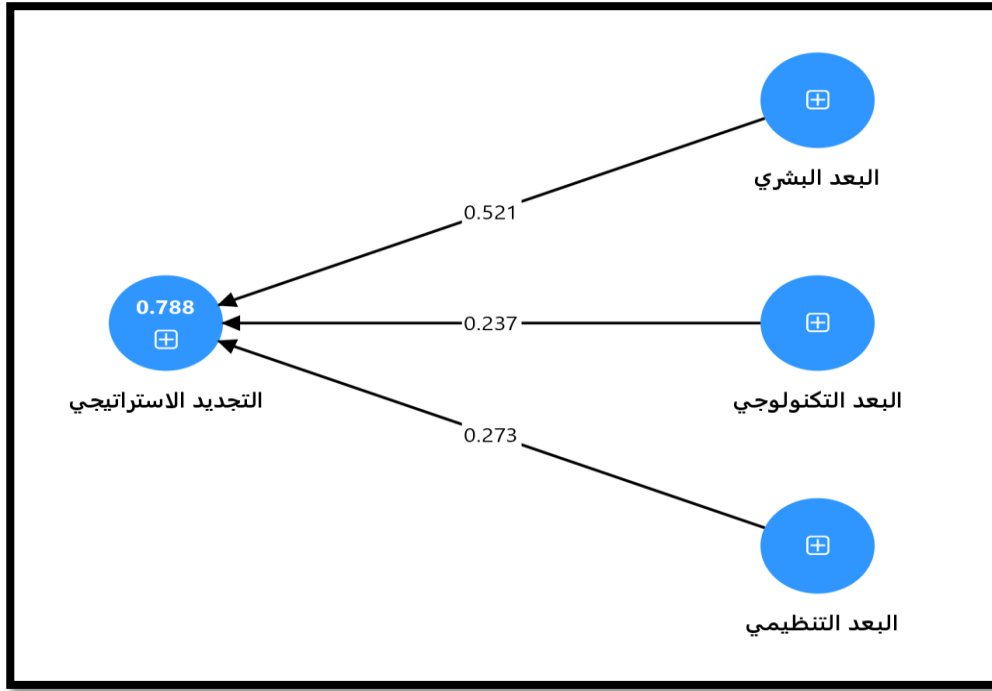 البعد البشري
0.521
0.788
0.237
التجديد الاستراتيجي
البعد التكنولوجي
0.273
البعد التنظيمي